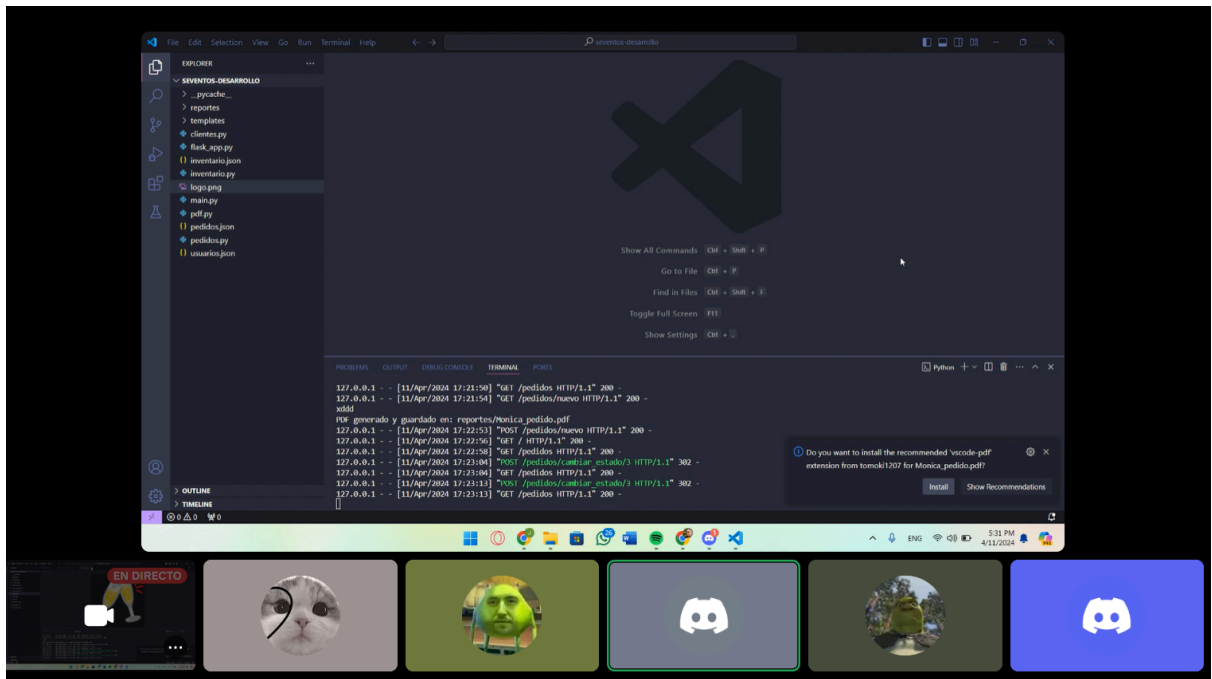 File Edit Selection View Go Run Terminal Help
seventos-desarrollo
EXPLORER
SEVENTOS-DESARROLLO
__pycache__
reportes
templates
clientes.py
flask_app.py
inventario.json
inventario.py
logo.png
main.py
pdf.py
pedidos.json
pedidos.py
usuarios.json
OUTLINE
TIMELINE
Show All Commands Ctrl + Shift + P
Go to File Ctrl + P
Find in Files Ctrl + Shift + F
Toggle Full Screen F11
Show Settings Ctrl + ,
PROBLEMS OUTPUT DEBUG CONSOLE TERMINAL PORTS
Python
127.0.0.1 - - [11/Apr/2024 17:21:50] "GET /pedidos HTTP/1.1" 200 -
127.0.0.1 - - [11/Apr/2024 17:21:54] "GET /pedidos/nuevo HTTP/1.1" 200 -
xddd
PDF generado y guardado en: reportes/Monica_pedido.pdf
127.0.0.1 - - [11/Apr/2024 17:22:53] "POST /pedidos/nuevo HTTP/1.1" 200 -
127.0.0.1 - - [11/Apr/2024 17:22:56] "GET / HTTP/1.1" 200 -
127.0.0.1 - - [11/Apr/2024 17:22:58] "GET /pedidos HTTP/1.1" 200 -
127.0.0.1 - - [11/Apr/2024 17:23:04] "POST /pedidos/cambiar_estado/3 HTTP/1.1" 302 -
127.0.0.1 - - [11/Apr/2024 17:23:04] "GET /pedidos HTTP/1.1" 200 -
127.0.0.1 - - [11/Apr/2024 17:23:13] "POST /pedidos/cambiar_estado/3 HTTP/1.1" 302 -
127.0.0.1 - - [11/Apr/2024 17:23:13] "GET /pedidos HTTP/1.1" 200 -
Do you want to install the recommended 'vscode-pdf'
extension from tomoki1207 for Monica_pedido.pdf?
Install Show Recommendations
0 0 0
26
ENG
5:31 PM
4/11/2024
EN DIRECTO